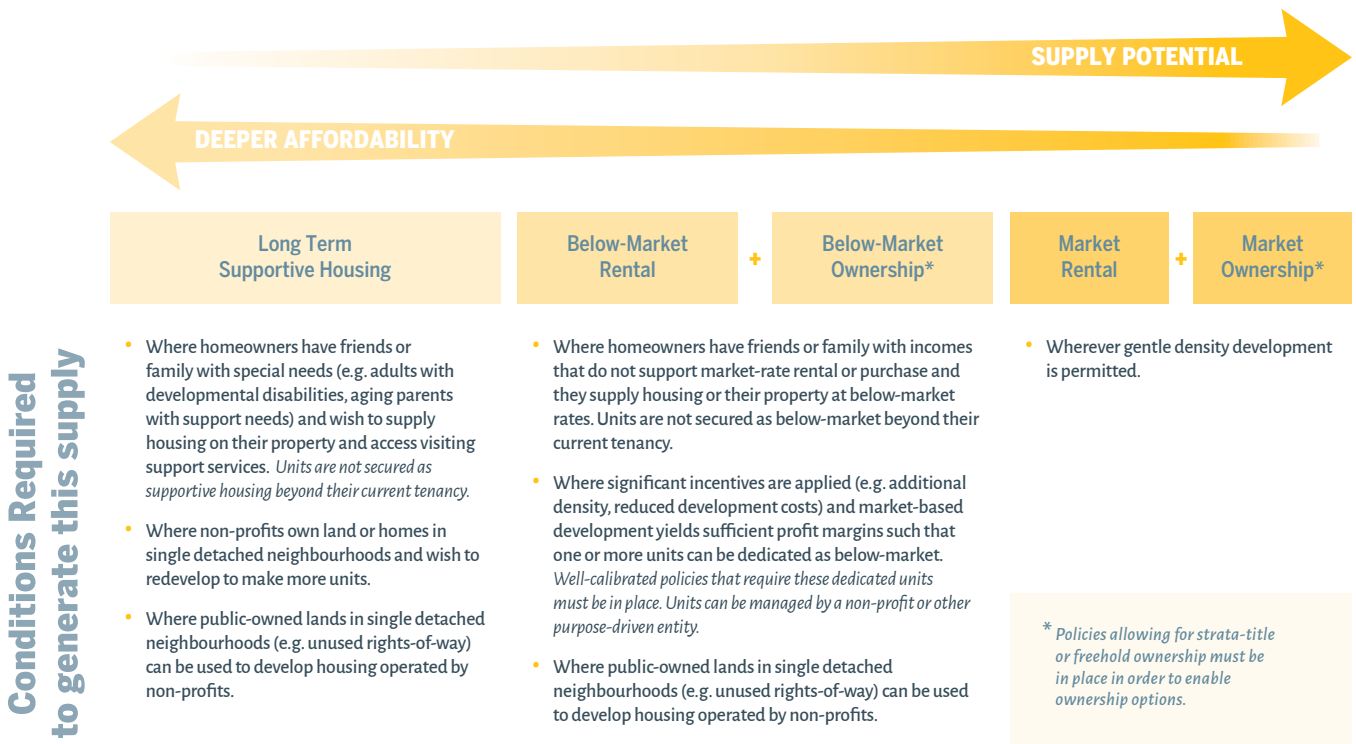 SUPPLY POTENTIAL
DEEPER AFFORDABILITY
Conditions Required
to generate this supply
Long Term
Supportive Housing
• Where homeowners have friends or
family with special needs (e.g. adults with
developmental disabilities, aging parents
with support needs) and wish to supply
housing on their property and access visiting
support services. Units are not secured as
supportive housing beyond their current tenancy.
• Where non-profits own land or homes in
single detached neighbourhoods and wish to
redevelop to make more units.
• Where public-owned lands in single detached
neighbourhoods (e.g. unused rights-of-way)
can be used to develop housing operated by
non-profits.
Below-Market
Rental
+
Below-Market
Ownership*
• Where homeowners have friends or family with incomes
that do not support market-rate rental or purchase and
they supply housing or their property at below-market
rates. Units are not secured as below-market beyond their
current tenancy.
• Where significant incentives are applied (e.g. additional
density, reduced development costs) and market-based
development yields sufficient profit margins such that
one or more units can be dedicated as below-market.
Well-calibrated policies that require these dedicated units
must be in place. Units can be managed by a non-profit or other
purpose-driven entity.
• Where public-owned lands in single detached
neighbourhoods (e.g. unused rights-of-way) can be used
to develop housing operated by non-profits.
Market
Rental
+
Market
Ownership*
• Wherever gentle density development
is permitted.
* Policies allowing for strata-title
or freehold ownership must be
in place in order to enable
ownership options.